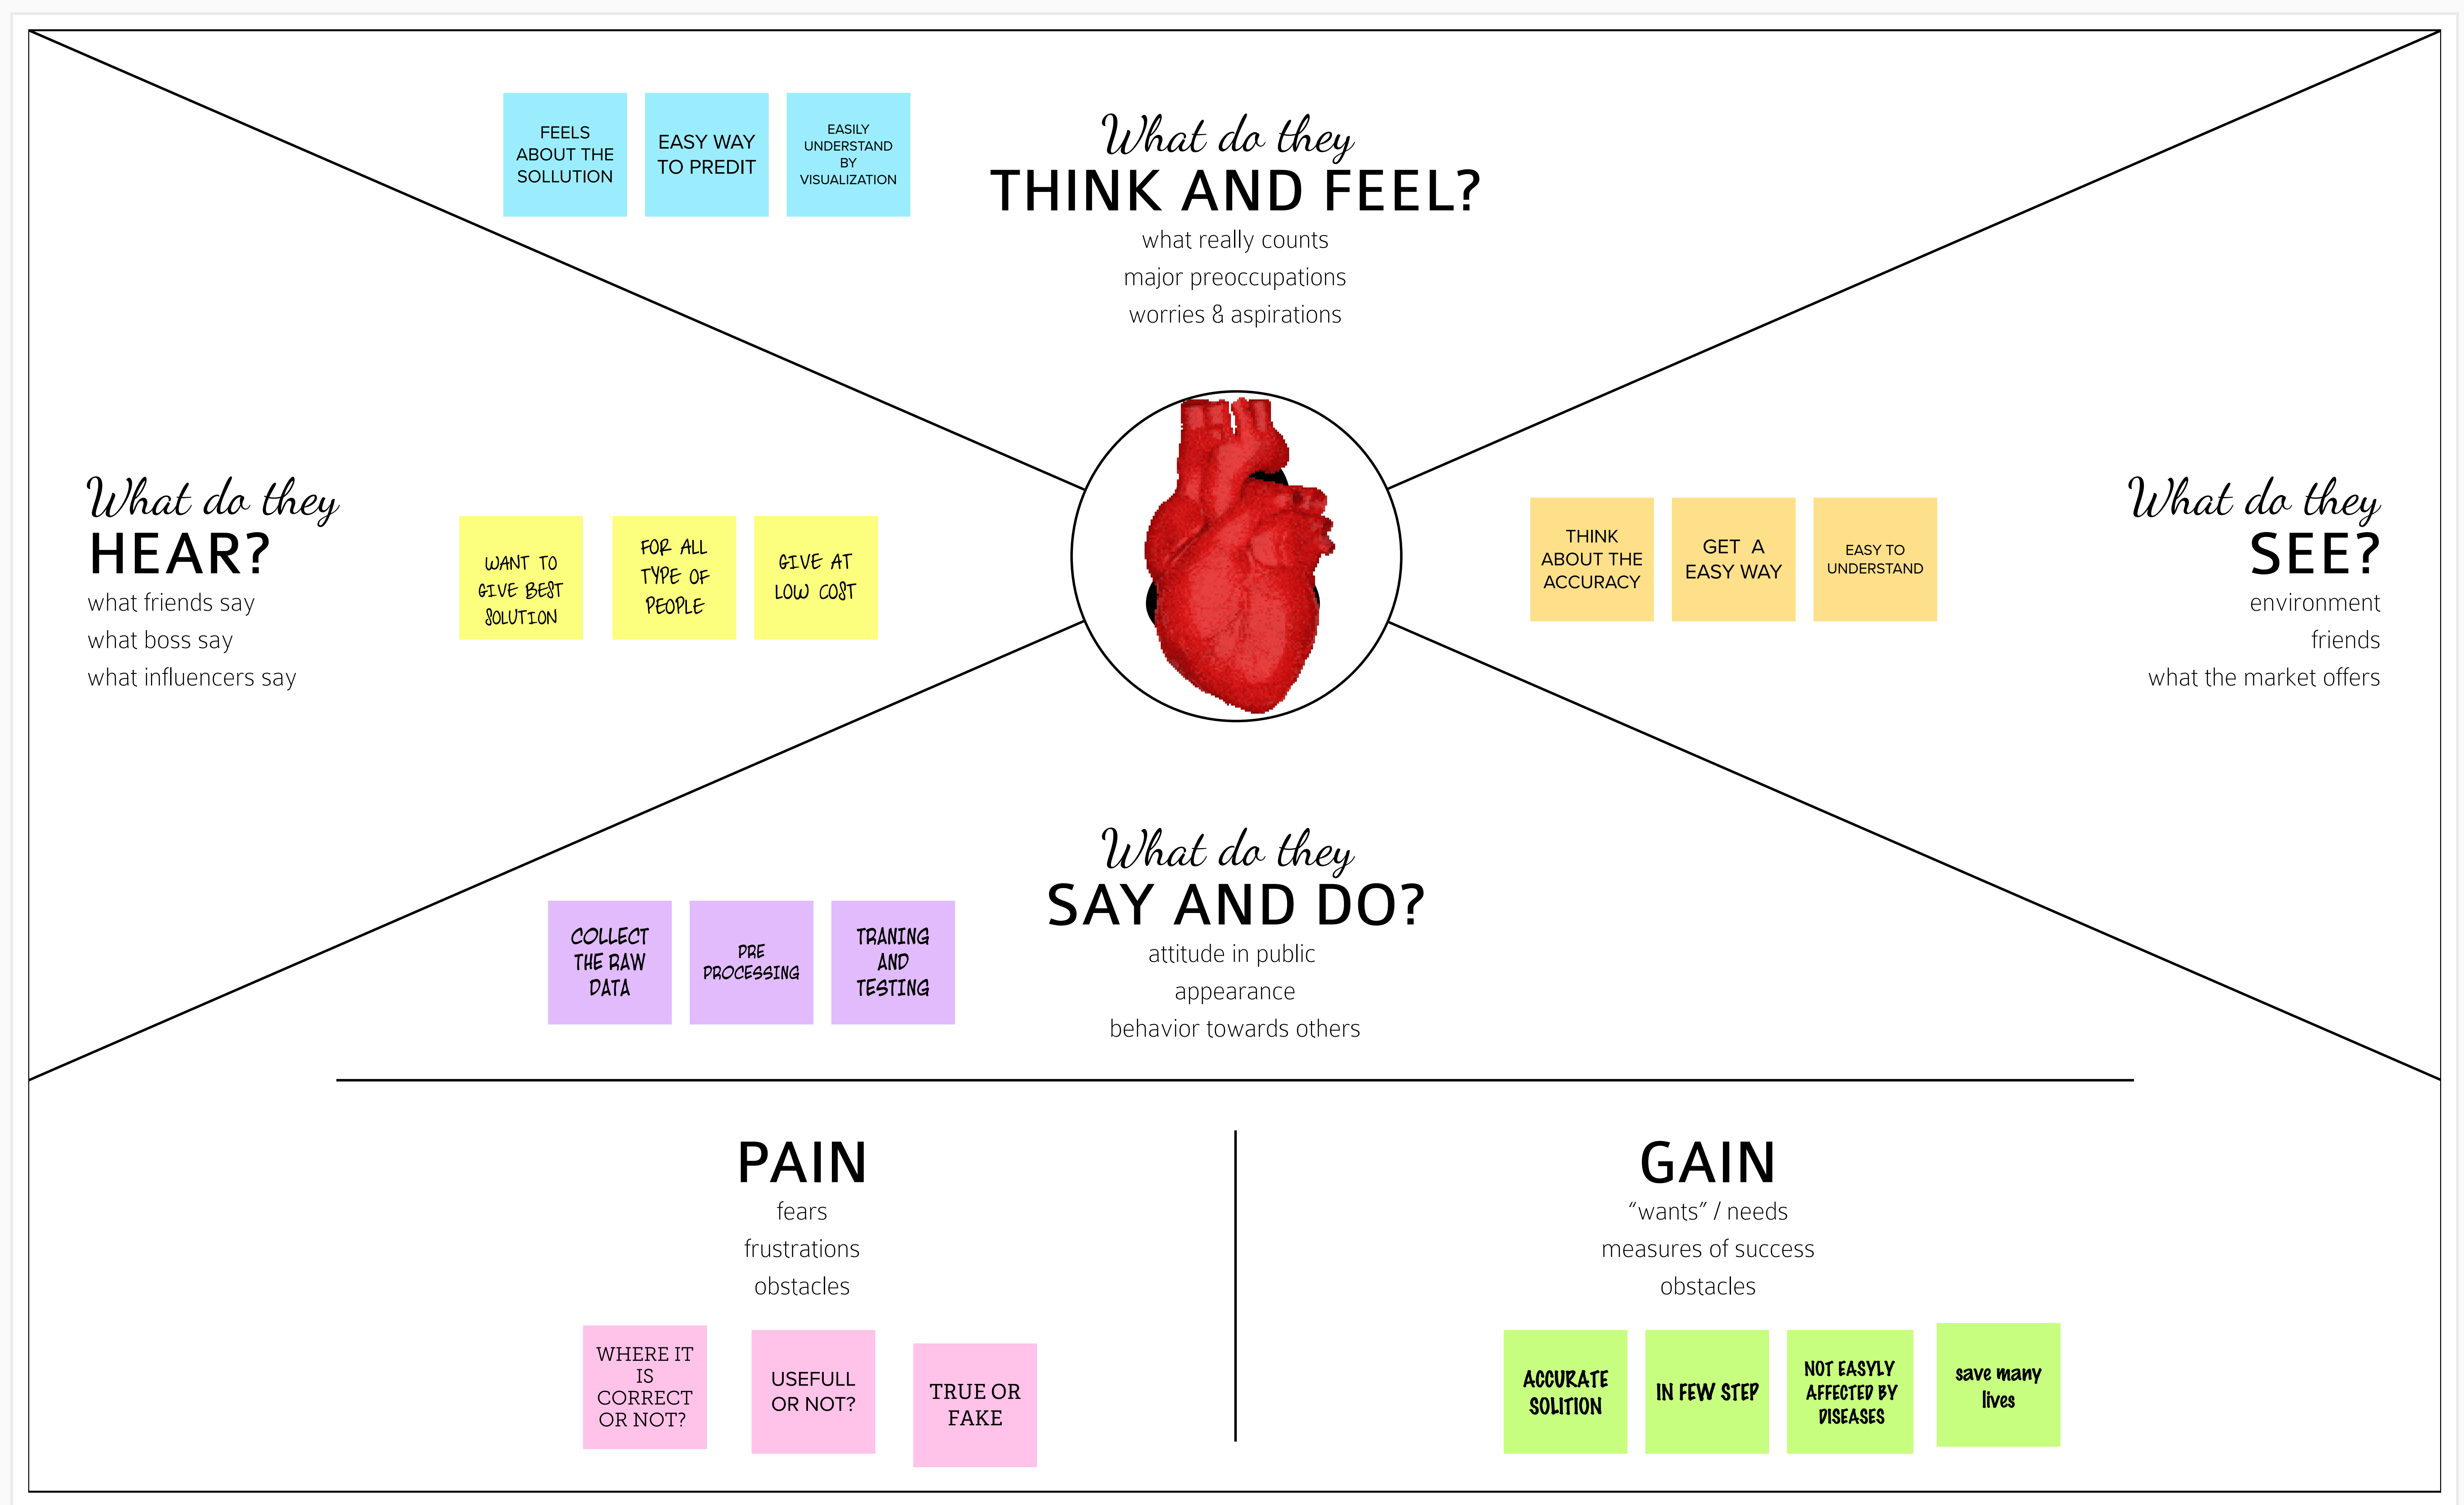 FEELS
ABOUT THE
SOLLUTION
EASY WAY
TO PREDIT
EASILY
UNDERSTAND
BY
VISUALIZATION
What do they
THINK AND FEEL?
what really counts
major preoccupations
worries & aspirations
What do they
HEAR?
what friends say
what boss say
what influencers say
WANT TO
GIVE BEST
SOLUTION
FOR ALL
TYPE OF
PEOPLE
GIVE AT
LOW COST
THINK
ABOUT THE
ACCURACY
GET A
EASY WAY
EASY TO
UNDERSTAND
What do they
SEE?
environment
friends
what the market offers
What do they
SAY AND DO?
attitude in public
appearance
behavior towards others
COLLECT
THE RAW
DATA
PRE
PROCESSING
TRANING
AND
TESTING
PAIN
fears
frustrations
obstacles
WHERE IT
IS
CORRECT
OR NOT?
USEFULL
OR NOT?
TRUE OR
FAKE
GAIN
“wants” / needs
measures of success
obstacles
ACCURATE
SOLITION
IN FEW STEP
NOT EASYLY
AFFECTED BY
DISEASES
save many
lives